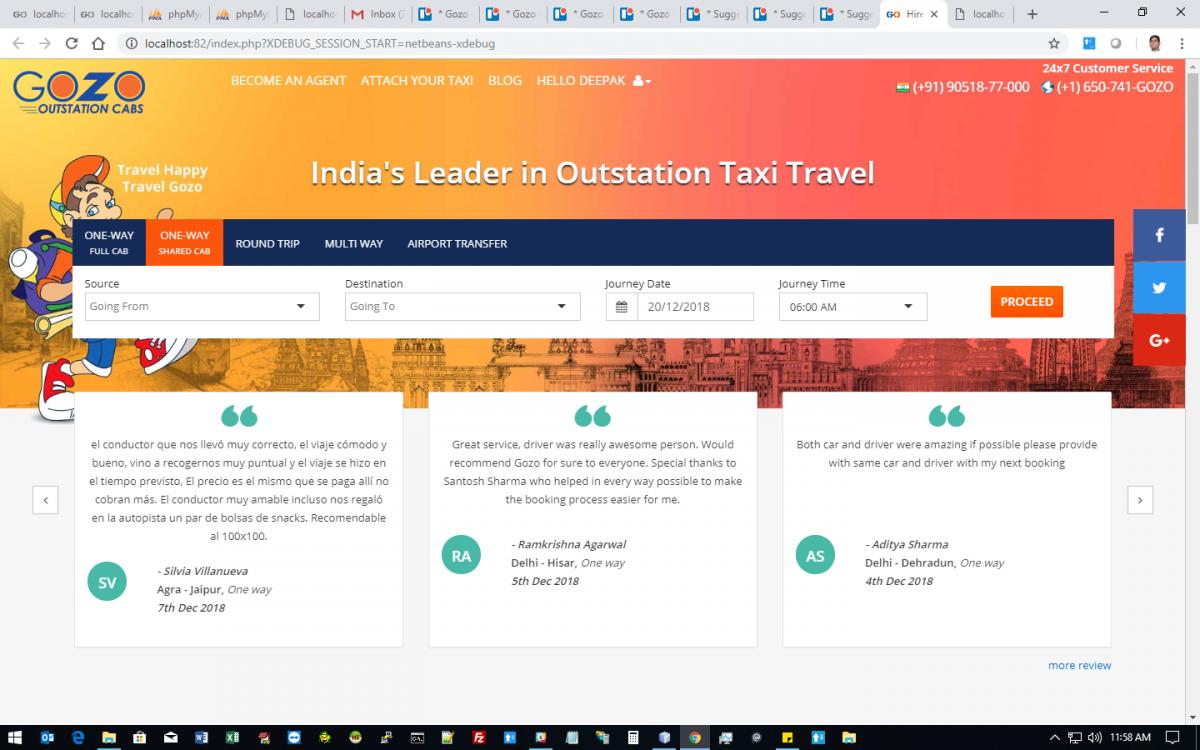 localho
localho
phpMy
phpMy
localho
Inbox (
* Gozo
* Gozo
* Gozo
* Gozo
* Sugge
* Sugge
* Sugge
Hire
localho
localhost:82/index.php?XDEBUG_SESSION_START=netbeans-xdebug
GOZO
OUTSTATION CABS
BECOME AN AGENT ATTACH YOUR TAXI BLOG HELLO DEEPAK
24x7 Customer Service
(+91) 90518-77-000 (+1) 650-741-GOZO
Travel Happy
Travel Gozo
India's Leader in Outstation Taxi Travel
ONE-WAY
FULL CAB
ONE-WAY
SHARED CAB
ROUND TRIP
MULTI WAY
AIRPORT TRANSFER
Source
Going From
Destination
Going To
Journey Date
20/12/2018
Journey Time
06:00 AM
PROCEED
el conductor que nos llevó muy correcto, el viaje cómodo y
bueno, vino a recogernos muy puntual y el viaje se hizo en
el tiempo previsto, El precio es el mismo que se paga allí no
cobran más. El conductor muy amable incluso nos regaló
en la autopista un par de bolsas de snacks. Recomendable
al 100x100.
SV
- Silvia Villanueva
Agra - Jaipur, One way
7th Dec 2018
Great service, driver was really awesome person. Would
recommend Gozo for sure to everyone. Special thanks to
Santosh Sharma who helped in every way possible to make
the booking process easier for me.
RA
- Ramkrishna Agarwal
Delhi - Hisar, One way
5th Dec 2018
Both car and driver were amazing if possible please provide
with same car and driver with my next booking
AS
- Aditya Sharma
Delhi - Dehradun, One way
4th Dec 2018
more review
11:58 AM